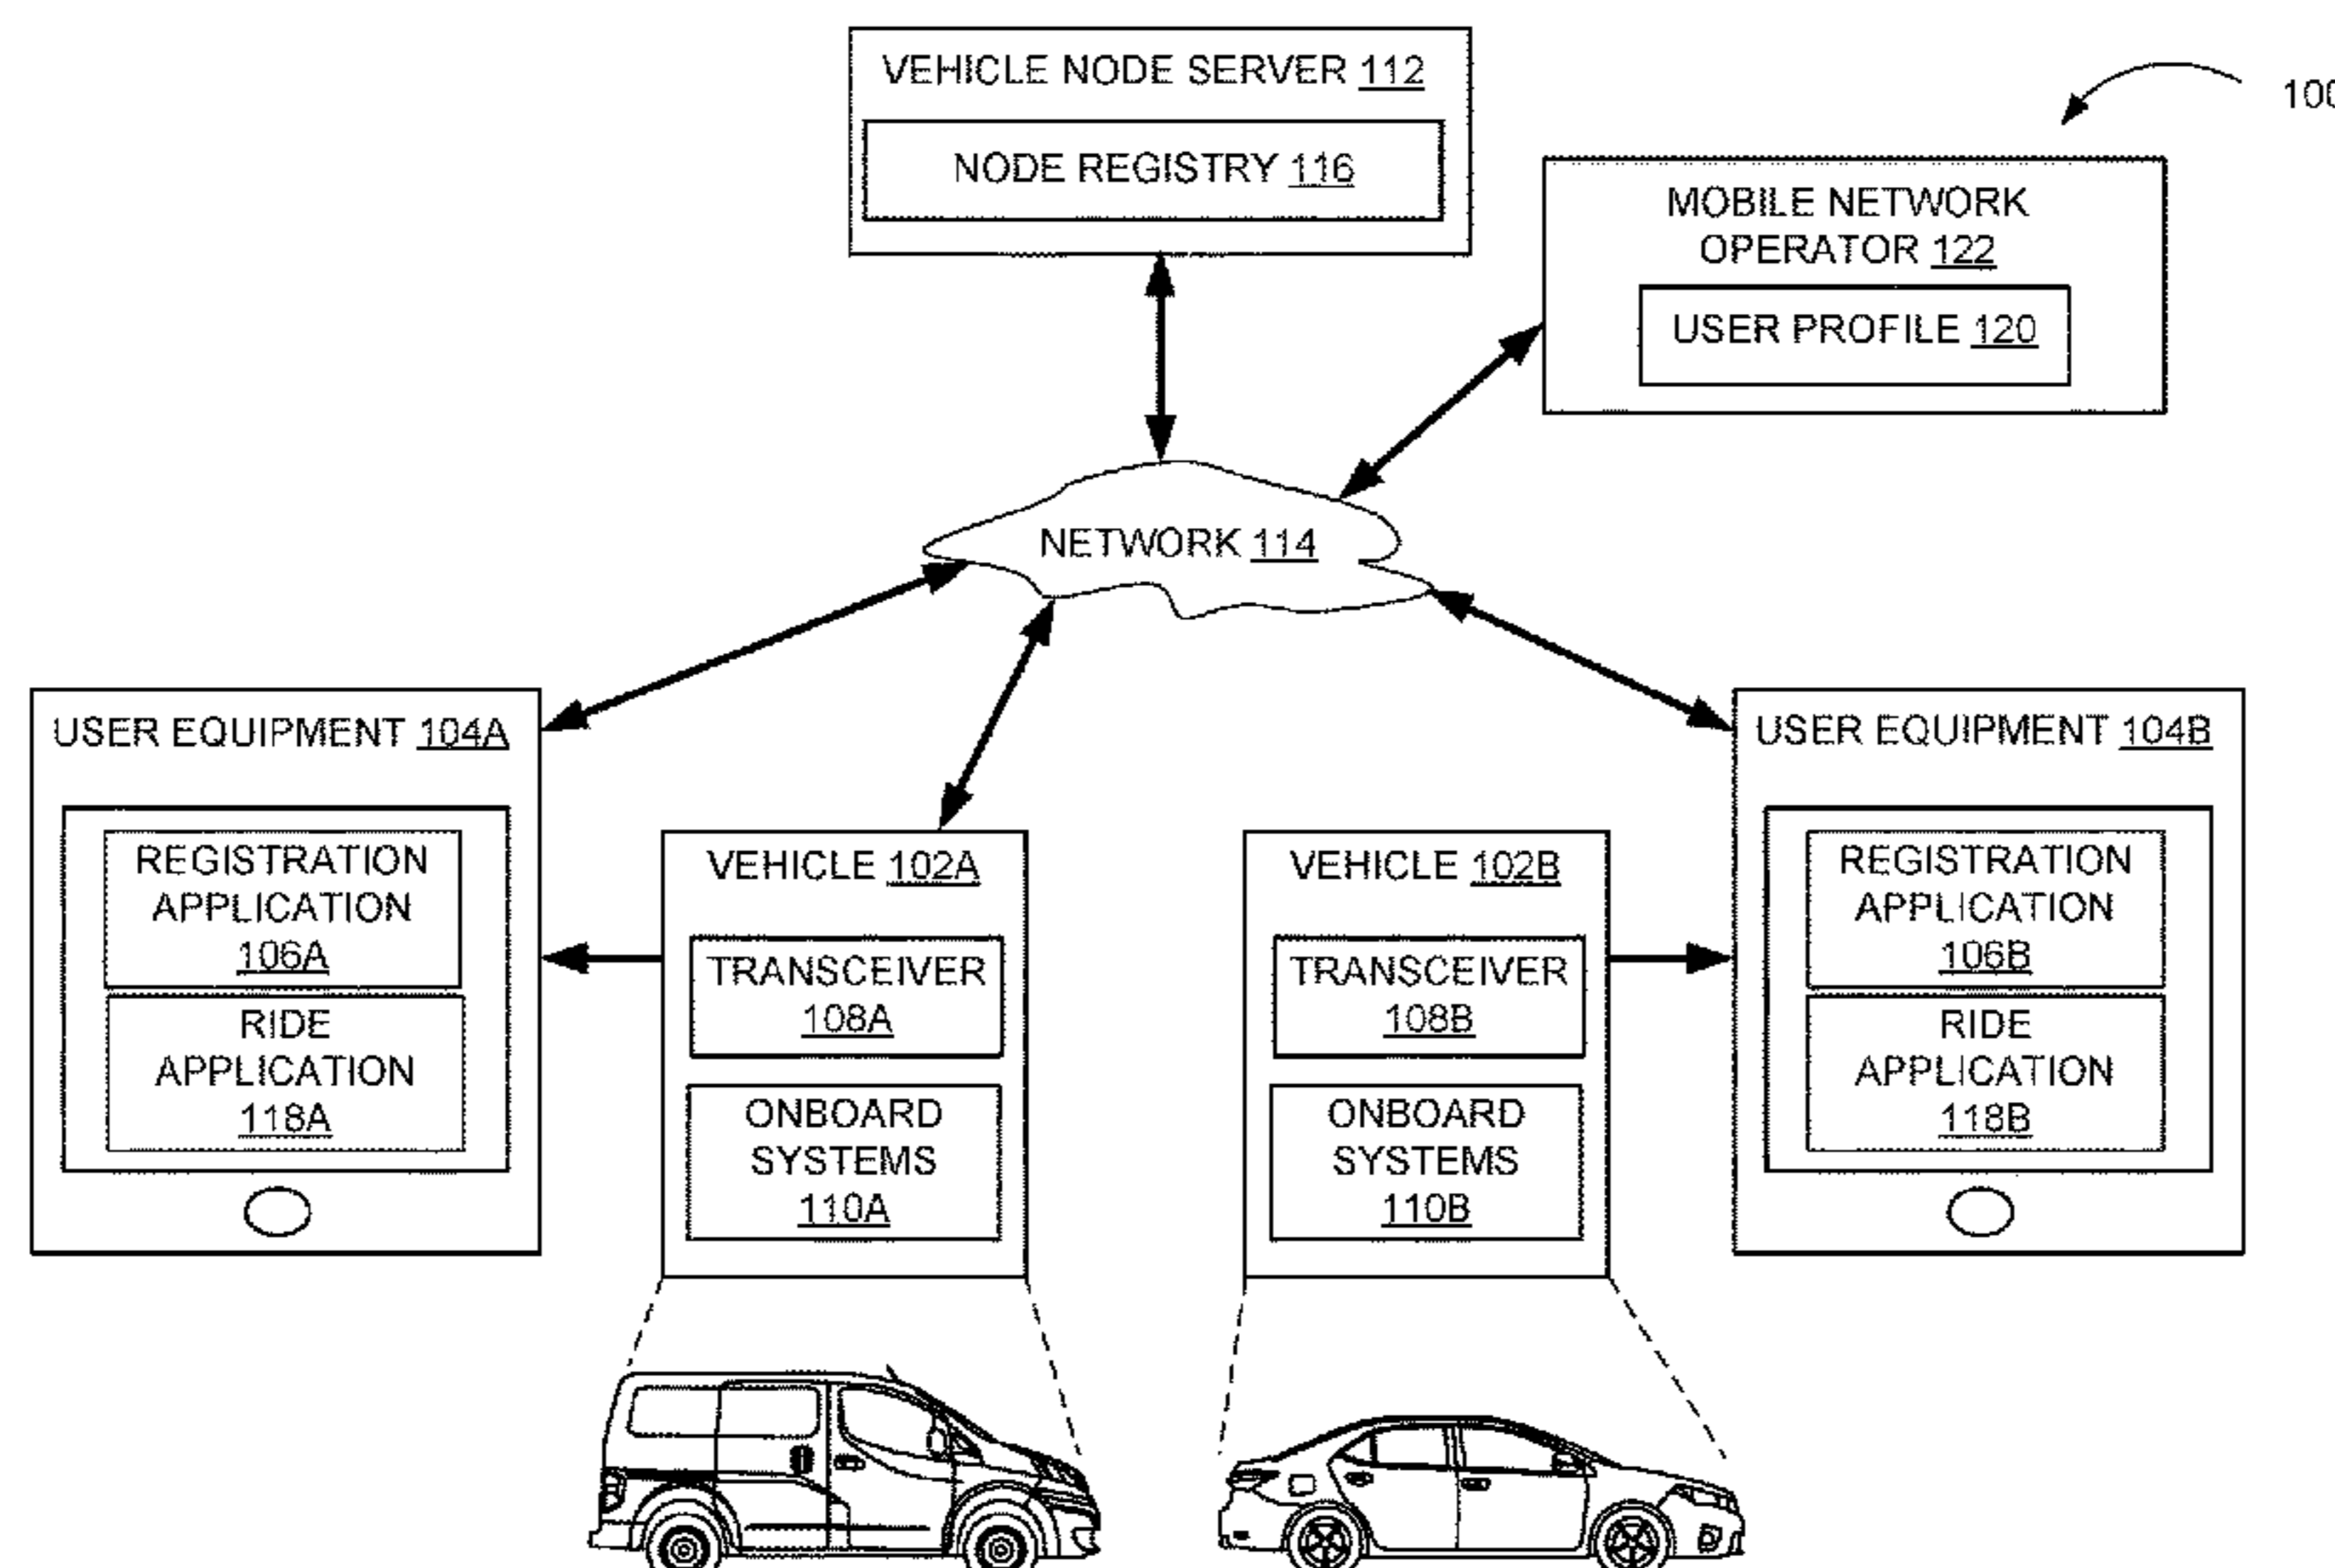 VEHICLE NODE SERVER 112
NODE REGISTRY 116
100
MOBILE NETWORK
OPERATOR 122
USER PROFILE 120
NETWORK 114
USER EQUIPMENT 104A
REGISTRATION
APPLICATION
106A
RIDE
APPLICATION
118A
VEHICLE 102A
TRANSCEIVER
108A
ONBOARD
SYSTEMS
110A
VEHICLE 102B
TRANSCEIVER
108B
ONBOARD
SYSTEMS
110B
USER EQUIPMENT 104B
REGISTRATION
APPLICATION
106B
RIDE
APPLICATION
118B